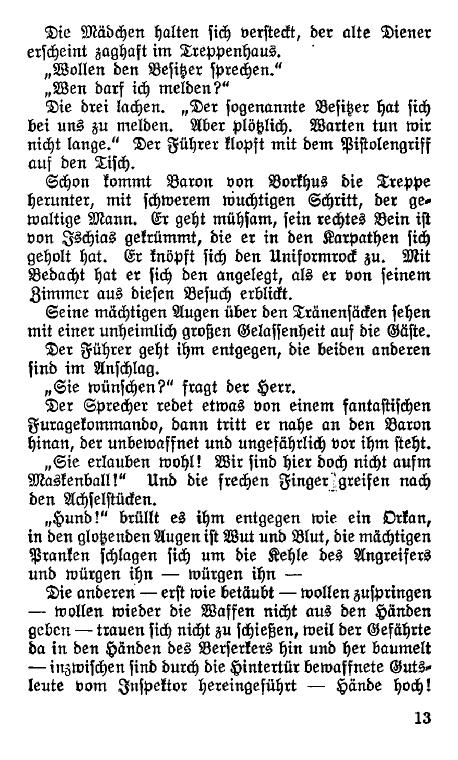 Die Mädchen halten sich versteckt, der alte Diener
erscheint zaghaft im Treppenhaus.
„Wollen den Besitzer sprechen.“
„Wen darf ich melden?“
Die drei lachen. „Der sogenannte Besitzer hat sich
bei uns zu melden. Aber plötzlich. Warten tun wir
nicht lange.“ Der Führer klopft mit dem Pistolengriff
auf den Tisch.
Schon kommt Baron von Borkhus die Treppe
herunter, mit schwerem wuchtigen Schritt, der ge-
waltige Mann. Er geht mühsam, sein rechtes Bein ist
von Ischias gekrümmt, die er in den Karpathen sich
geholt hat. Er knöpft sich den Uniformrock zu. Mit
Bedacht hat er sich den angelegt, als er von seinem
Zimmer aus diesen Besuch erblickt.
Seine mächtigen Augen über den Tränensäcken sehen
mit einer unheimlich großen Gelassenheit auf die Gäste.
Der Führer geht ihm entgegen, die beiden anderen
sind im Anschlag.
„Sie wünschen?“ fragt der Herr.
Der Sprecher redet etwas von einem fantastischen
Furagekommando, dann tritt er nahe an den Baron
hinan, der unbewaffnet und ungefährlich vor ihm steht.
„Sie erlauben wohl! Wir sind hier doch nicht aufm
Maskenball!“ Und die frechen Finger greifen nach
den Achselstücken.
„Hund!“ brüllt es ihm entgegen wie ein Orkan,
in den glotzenden Augen ist Wut und Blut, die mächtigen
Pranken schlagen sich um die Kehle des Angreifers
und würgen ihn — würgen ihn —
Die anderen — erst wie betäubt — wollen zuspringen
— wollen wieder die Waffen nicht aus den Händen
geben — trauen sich nicht zu schießen, weil der Gefährte
da in den Händen des Berserkers hin und her baumelt
— inzwischen sind durch die Hintertür bewaffnete Guts-
leute vom Inspektor hereingeführt — Hände hoch!
13